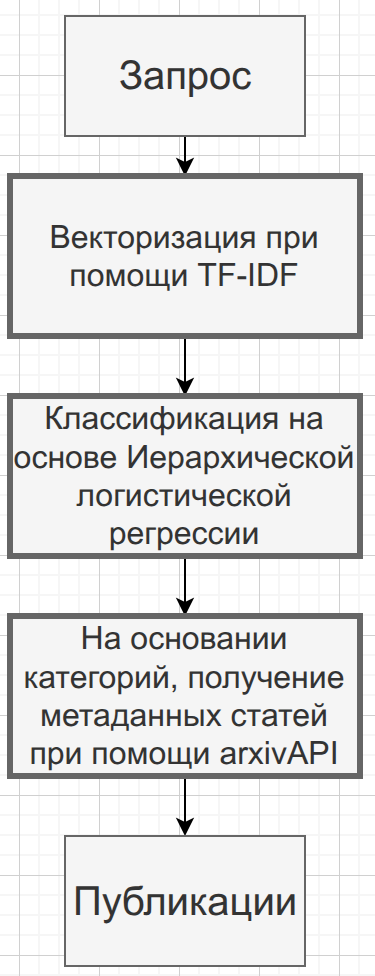 Запрос
Векторизация при
помощи TF-IDF
Классификация на
основе Иерархической
логистической
регрессии
На основании
категорий, получение
метаданных статей
при помощи arxivAPI
Публикации